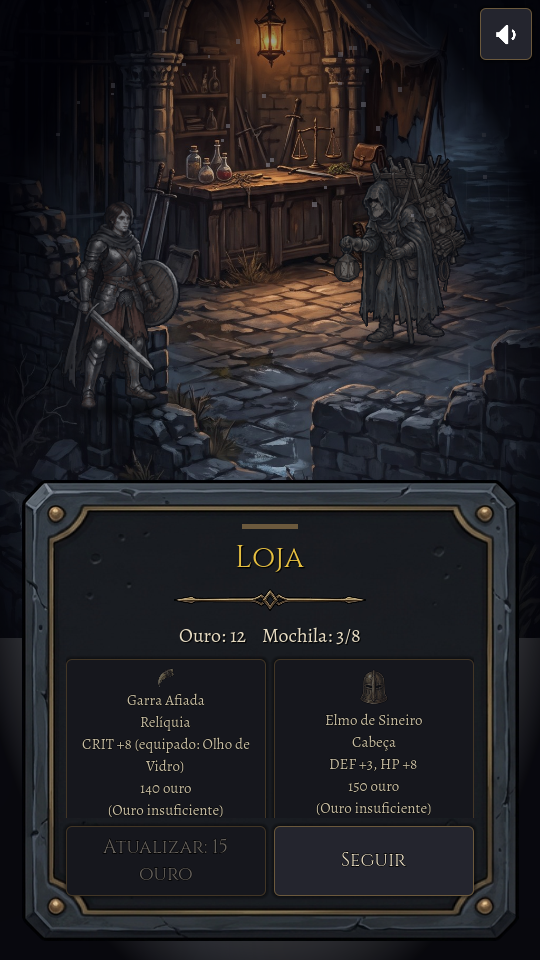 Loja
Ouro: 12 Mochila: 3/8
Garra Afiada
Relíquia
CRIT +8 (equipado: Olho de
Vidro)
140 ouro
(Ouro insuficiente)
Elmo de Sineiro
Cabeça
DEF +3, HP +8
150 ouro
(Ouro insuficiente)
Atualizar: 15
ouro
Seguir